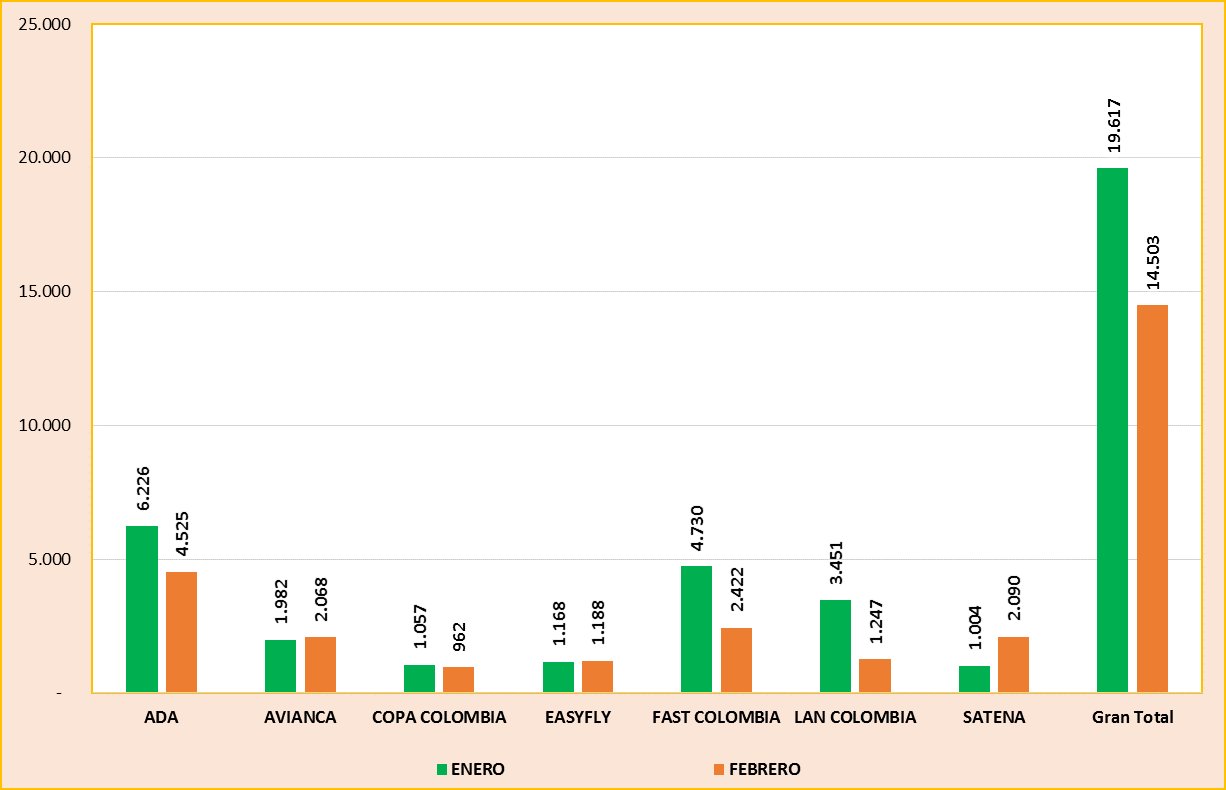 25.000
20.000
15.000
10.000
5.000
-
6.226
4.525
1.982
2.068
1.057
962
1.168
1.188
4.730
2.422
3.451
1.247
1.004
2.090
19.617
14.503
ADA
AVIANCA
COPA COLOMBIA
EASYFLY
FAST COLOMBIA
LAN COLOMBIA
SATENA
Gran Total
ENERO
FEBRERO